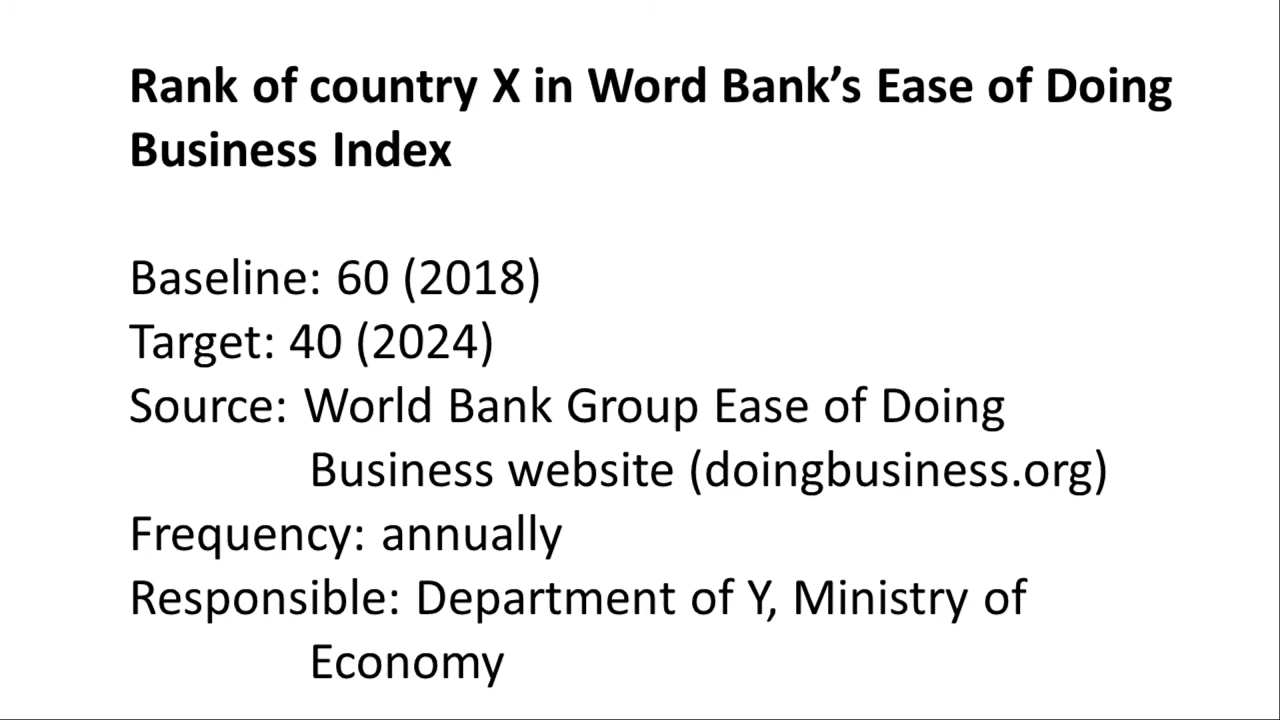 Rank of country X in Word Bank’s Ease of Doing
Business Index
Baseline: 60 (2018)
Target: 40 (2024)
Source: World Bank Group Ease of Doing
Business website (doingbusiness.org)
Frequency: annually
Responsible: Department of Y, Ministry of
Economy